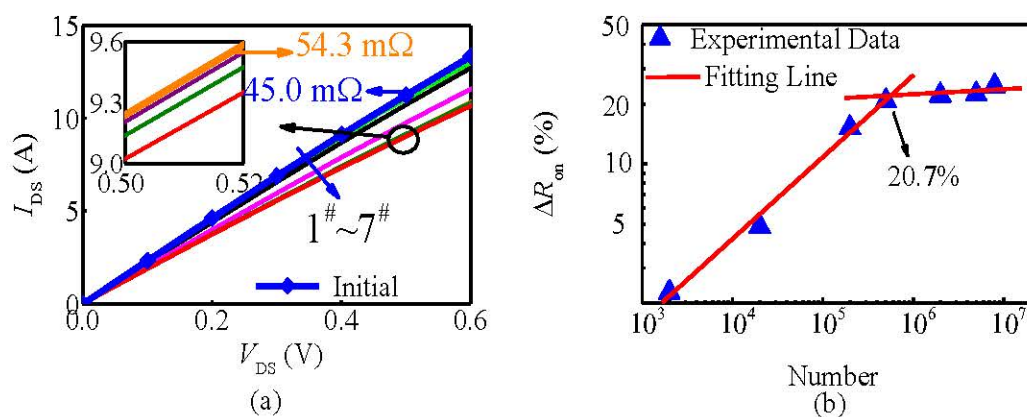 15
10
5
0
I_DS (A)
9.6
9.3
9.0
0.50
0.52
54.3 mΩ
45.0 mΩ
1#~7#
Initial
0.0
0.2
0.4
0.6
V_DS (V)
(a)
50
20
10
5
ΔR_on (%)
Experimental Data
Fitting Line
20.7%
10^3
10^4
10^5
10^6
10^7
Number
(b)